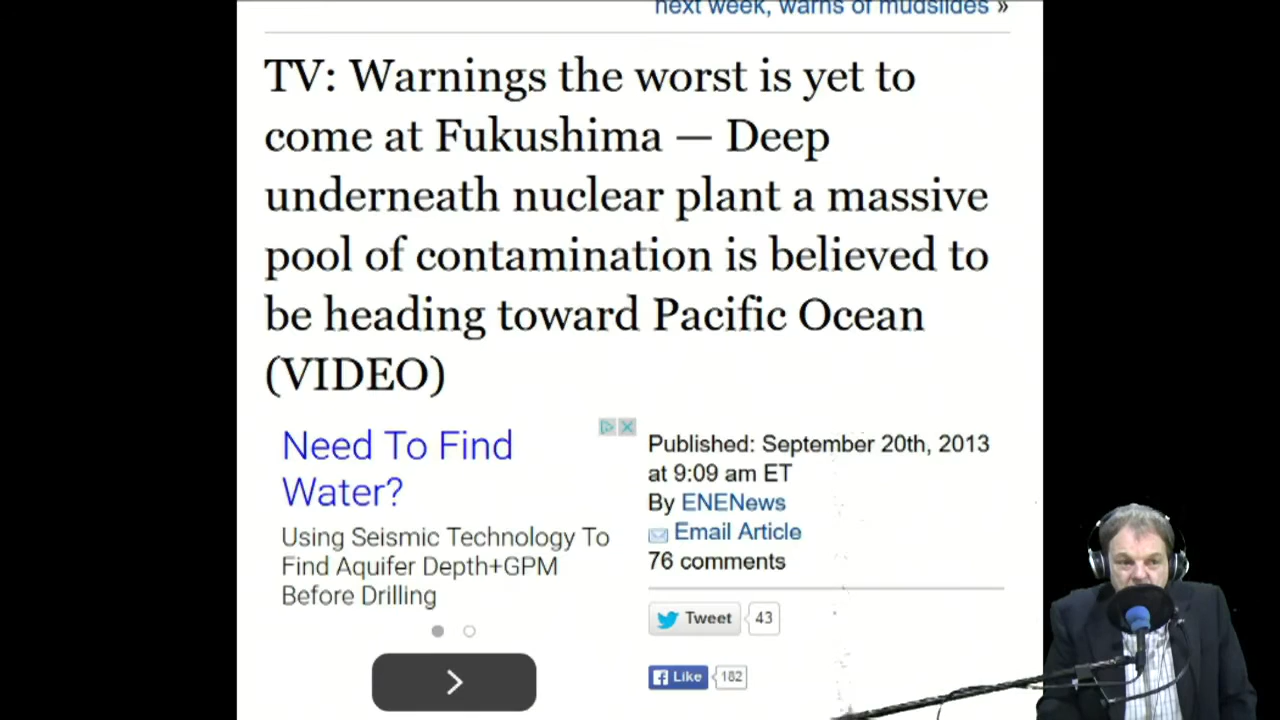 next week, warns of mudslides »
TV: Warnings the worst is yet to
come at Fukushima — Deep
underneath nuclear plant a massive
pool of contamination is believed to
be heading toward Pacific Ocean
(VIDEO)
Need To Find
Water?
Using Seismic Technology To
Find Aquifer Depth+GPM
Before Drilling
Published: September 20th, 2013
at 9:09 am ET
By ENENews
Email Article
76 comments
Tweet 43
Like 182